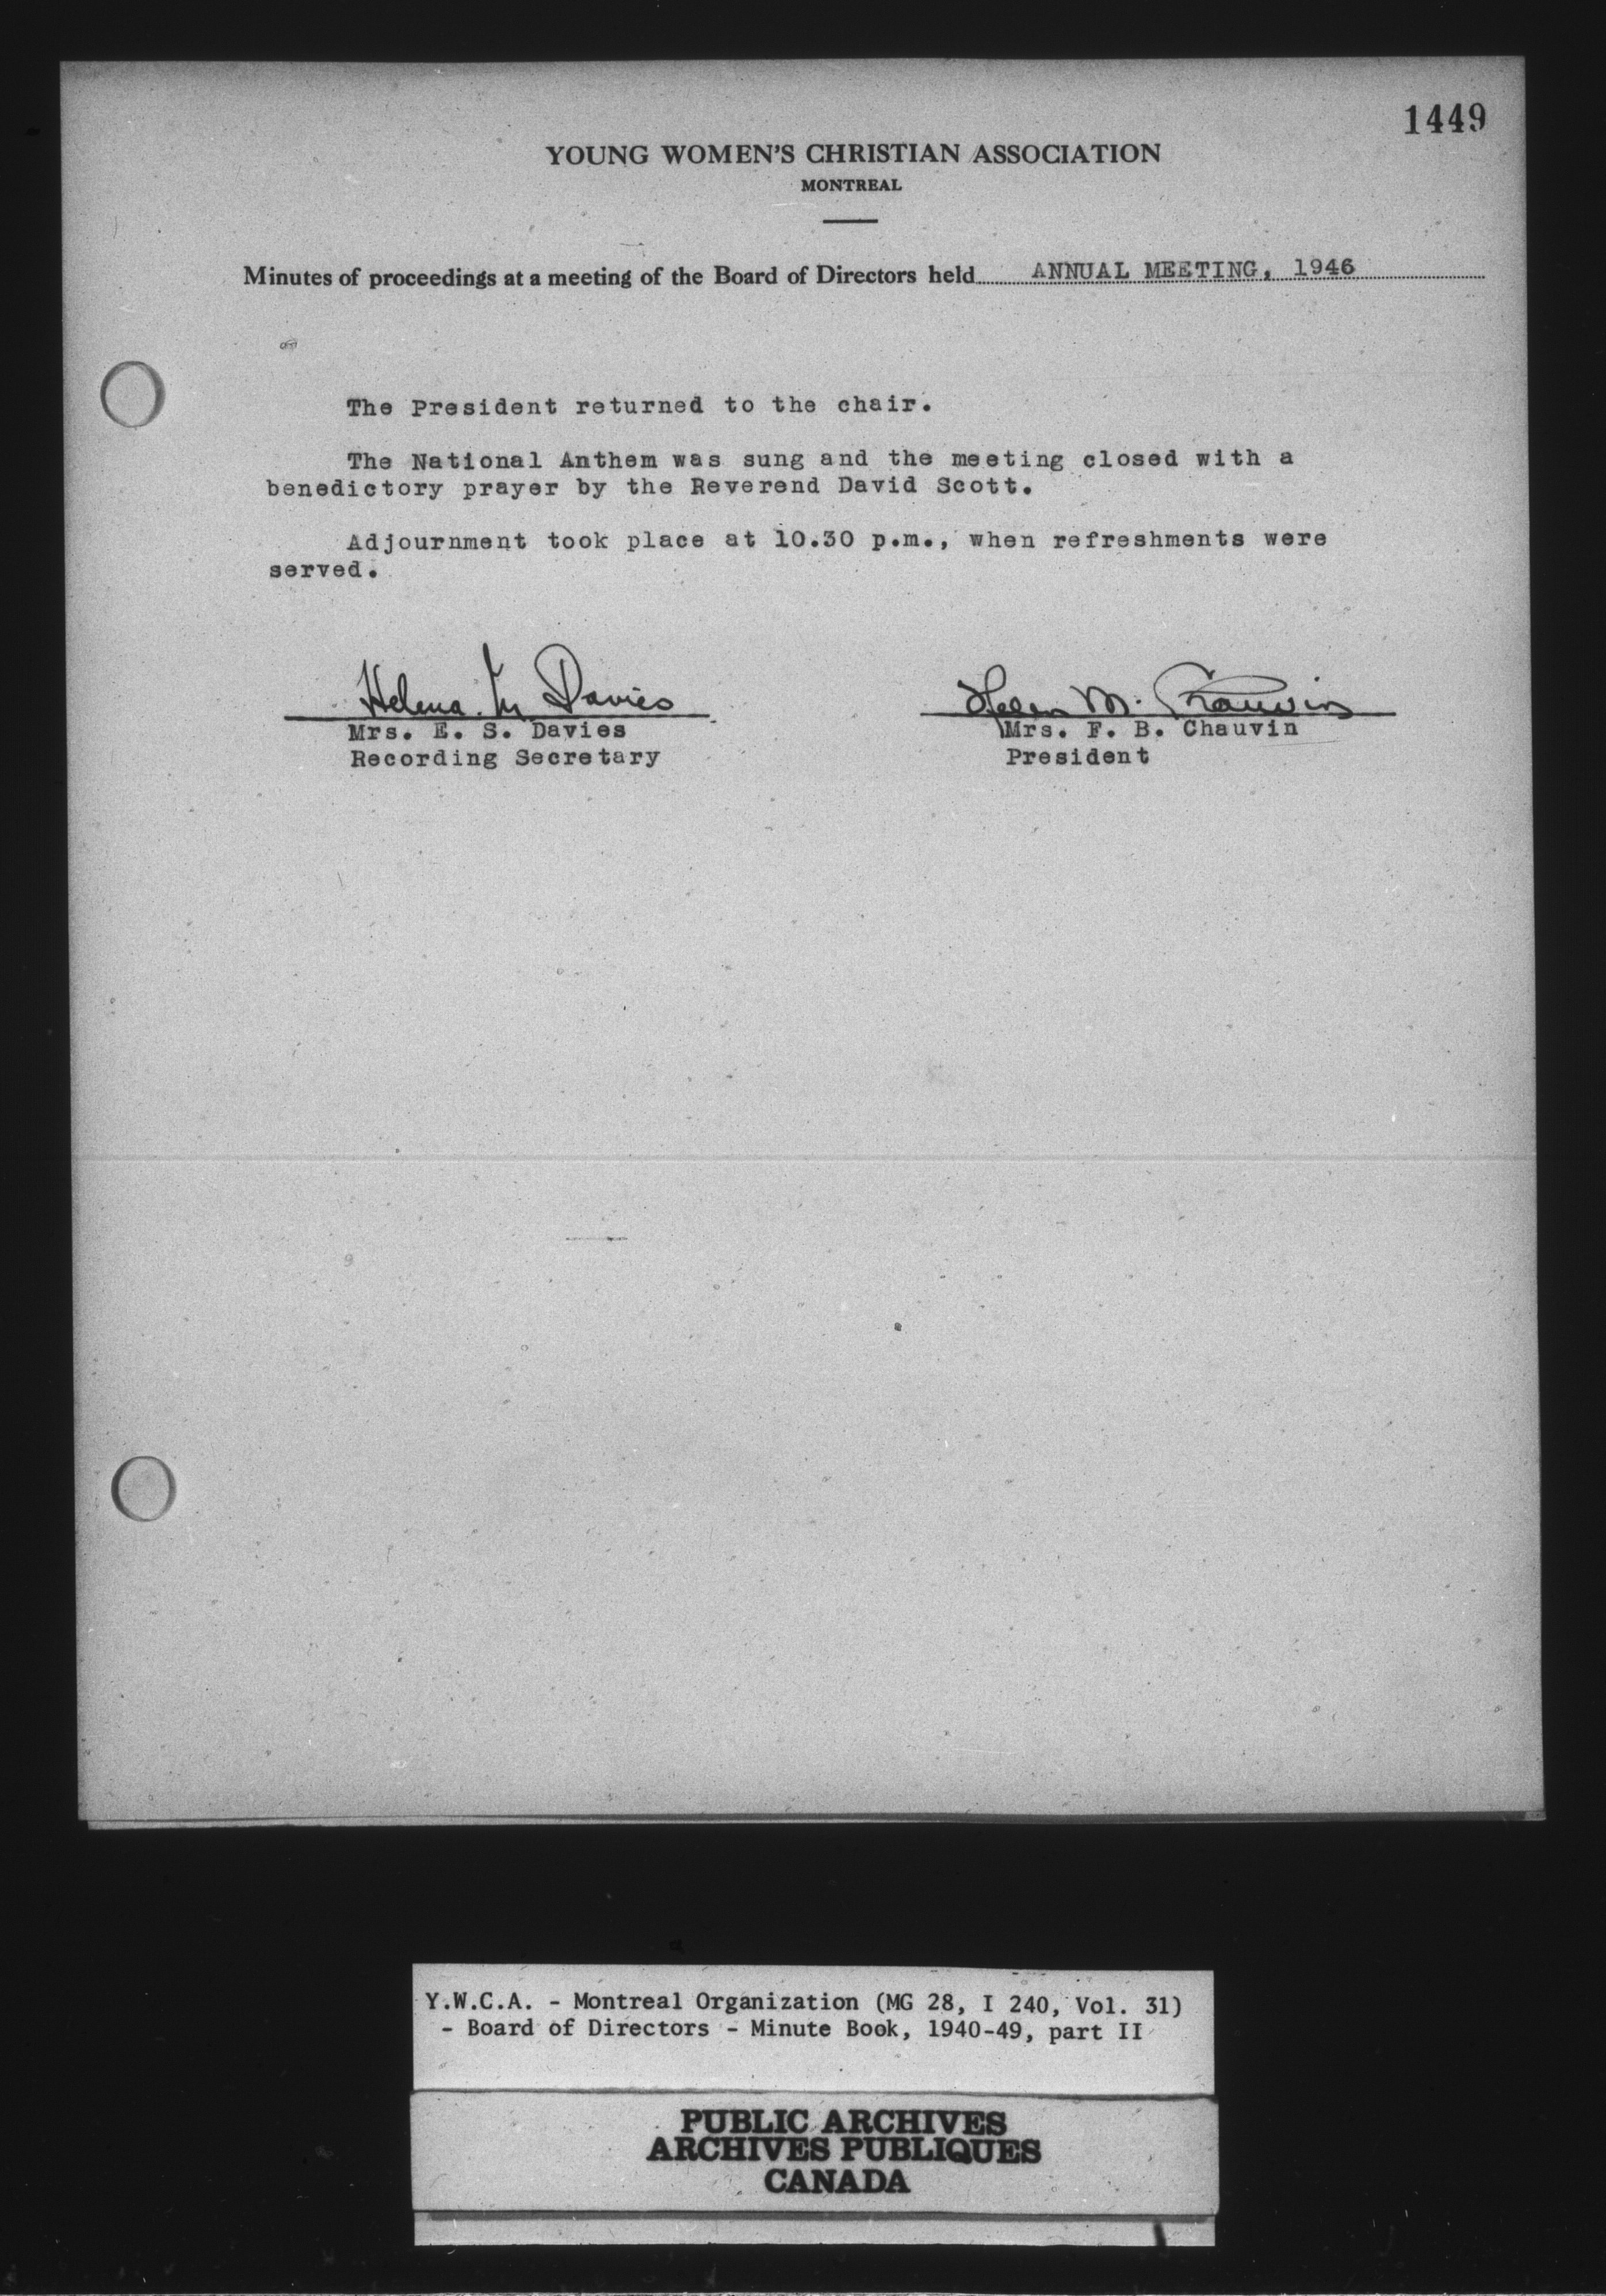 1449
YOUNG WOMEN'S CHRISTIAN ASSOCIATION
MONTREAL
Minutes of proceedings at a meeting of the Board of Directors held ANNUAL MEETING, 1946
The President returned to the chair.
The National Anthem was sung and the meeting closed with a
benedictory prayer by the Reverend David Scott.
Adjournment took place at 10.30 p.m., when refreshments were
served.
Helena M Davies
Mrs. E. S. Davies
Recording Secretary
Helen M. Chauvin
Mrs. F. B. Chauvin
President
Y.W.C.A. - Montreal Organization (MG 28, I 240, Vol. 31)
- Board of Directors - Minute Book, 1940-49, part II
PUBLIC ARCHIVES
ARCHIVES PUBLIQUES
CANADA